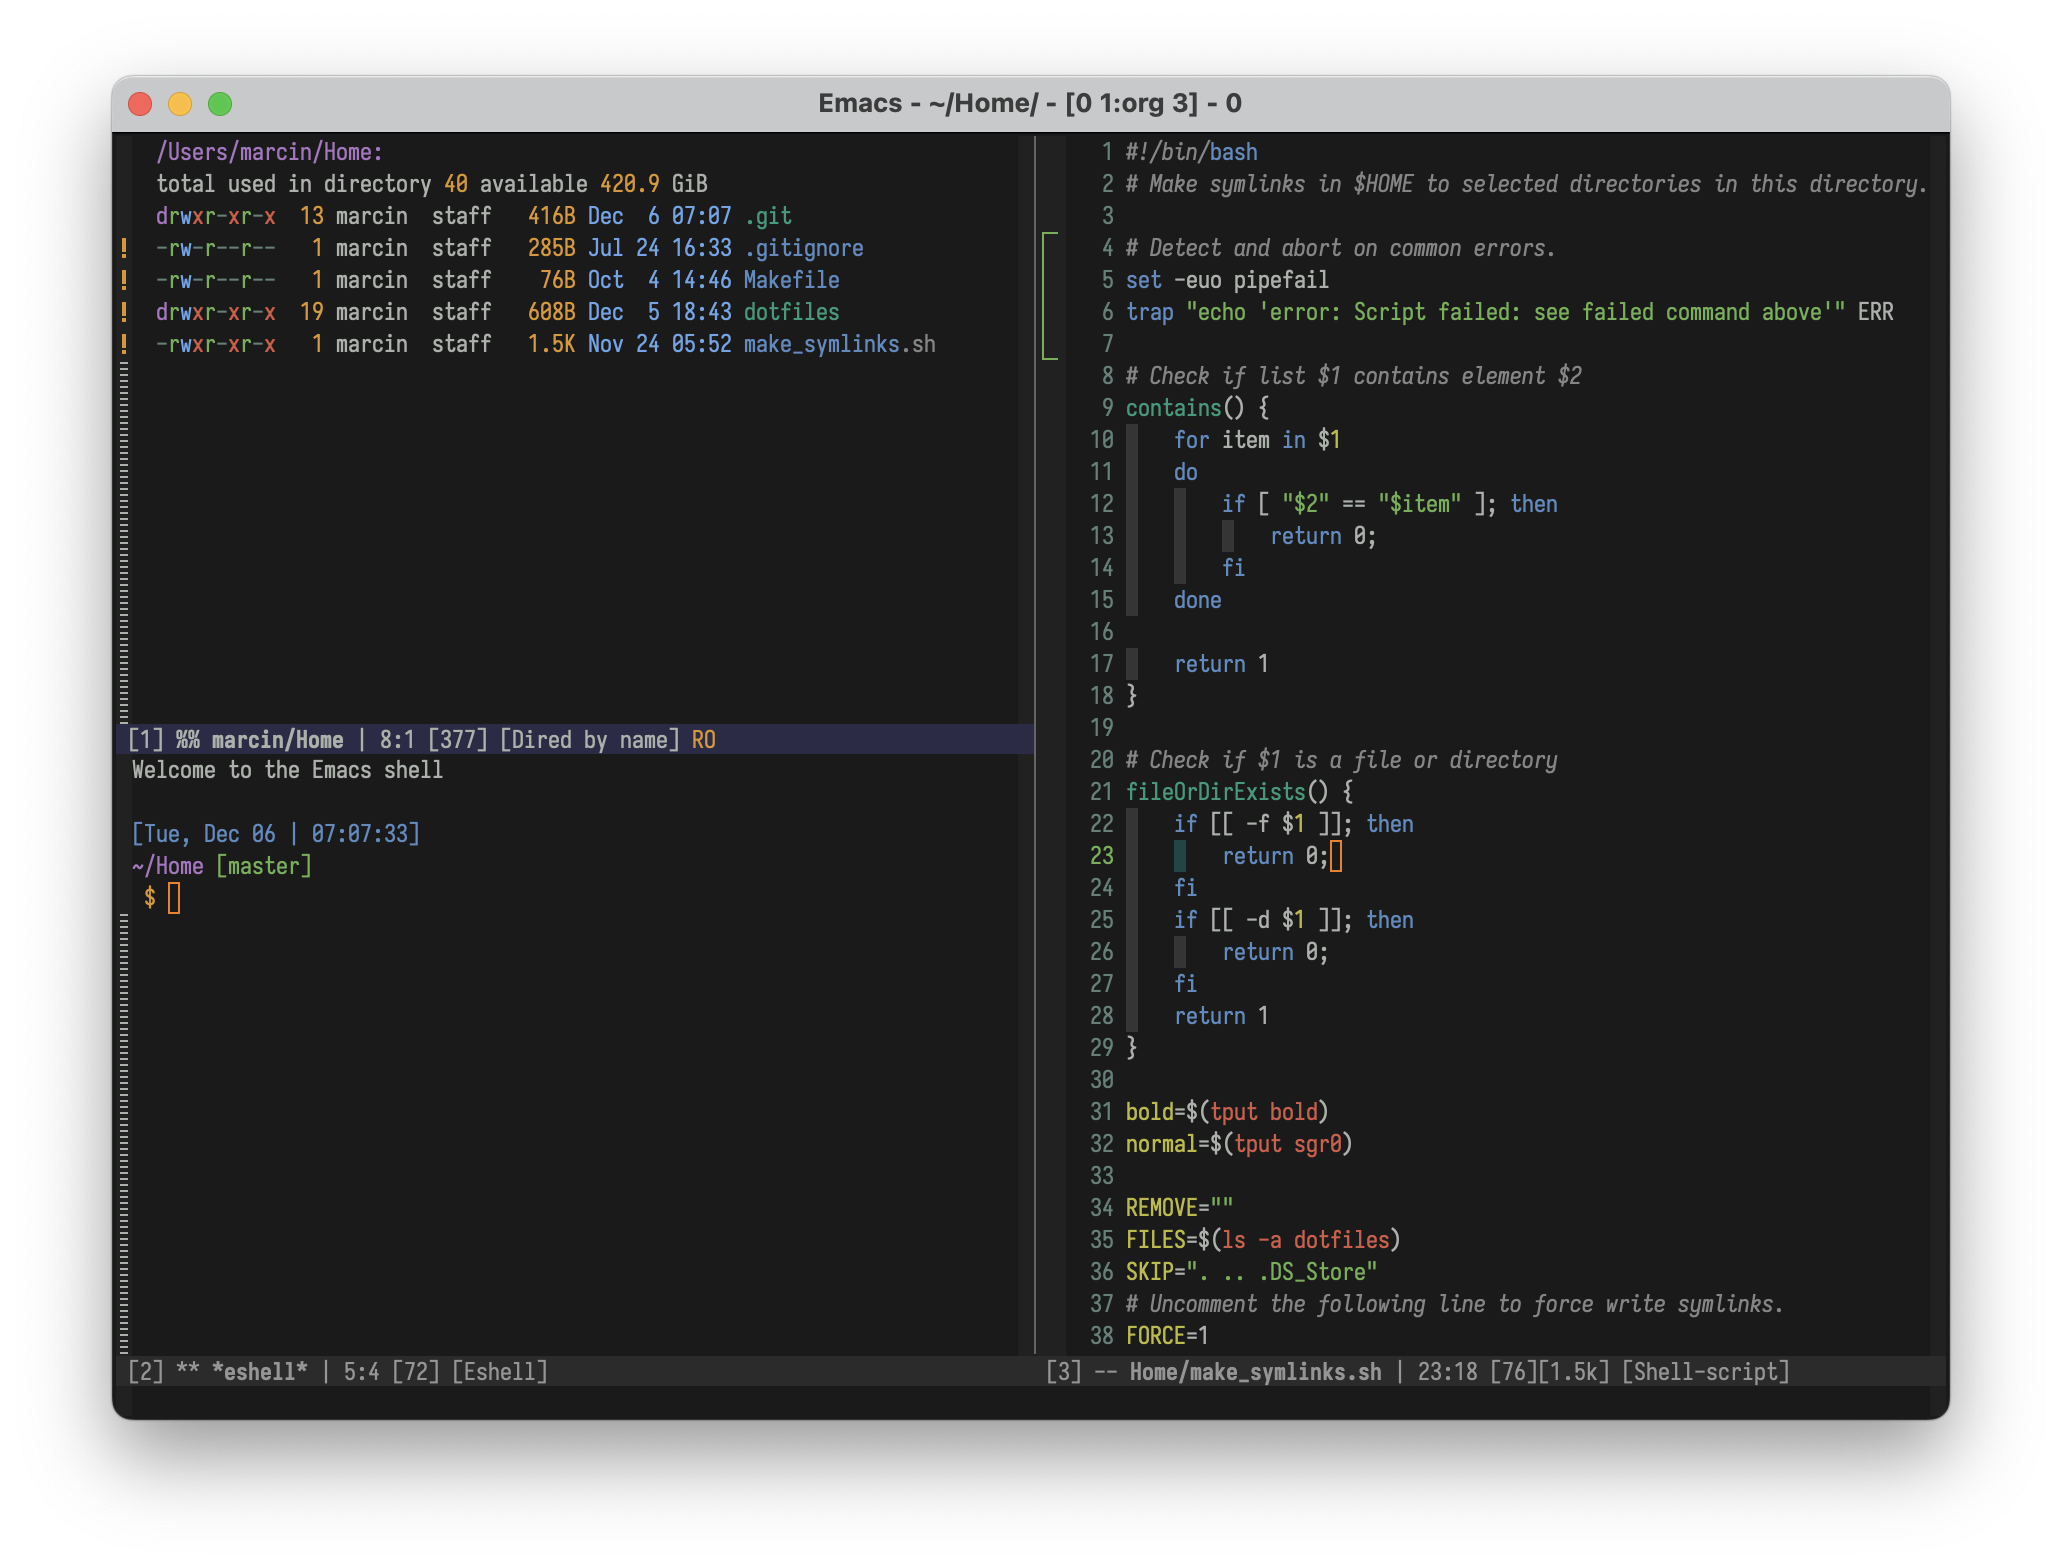 Emacs - ~/Home/ - [0 1:org 3] - 0
/Users/marcin/Home:
total used in directory 40 available 420.9 GiB
drwxr-xr-x  13 marcin  staff   416B Dec  6 07:07 .git
! -rw-r--r--   1 marcin  staff   285B Jul 24 16:33 .gitignore
! -rw-r--r--   1 marcin  staff    76B Oct  4 14:46 Makefile
! drwxr-xr-x  19 marcin  staff   608B Dec  5 18:43 dotfiles
! -rwxr-xr-x   1 marcin  staff   1.5K Nov 24 05:52 make_symlinks.sh
[1] %% marcin/Home | 8:1 [377] [Dired by name] RO
Welcome to the Emacs shell
[Tue, Dec 06 | 07:07:33]
~/Home [master]
$
[2] ** *eshell* | 5:4 [72] [Eshell]
1 #!/bin/bash
2 # Make symlinks in $HOME to selected directories in this directory.
3
4 # Detect and abort on common errors.
5 set -euo pipefail
6 trap "echo 'error: Script failed: see failed command above'" ERR
7
8 # Check if list $1 contains element $2
9 contains() {
10     for item in $1
11     do
12         if [ "$2" == "$item" ]; then
13             return 0;
14         fi
15     done
16
17     return 1
18 }
19
20 # Check if $1 is a file or directory
21 fileOrDirExists() {
22     if [[ -f $1 ]]; then
23         return 0;
24     fi
25     if [[ -d $1 ]]; then
26         return 0;
27     fi
28     return 1
29 }
30
31 bold=$(tput bold)
32 normal=$(tput sgr0)
33
34 REMOVE=""
35 FILES=$(ls -a dotfiles)
36 SKIP=". .. .DS_Store"
37 # Uncomment the following line to force write symlinks.
38 FORCE=1
[3] -- Home/make_symlinks.sh | 23:18 [76][1.5k] [Shell-script]